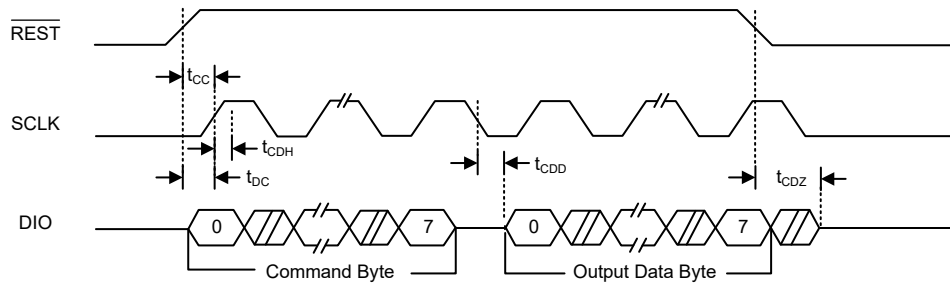 REST
tCC
SCLK
tCDH
tDC
tCDD
tCDZ
DIO
0
7
0
7
Command Byte
Output Data Byte